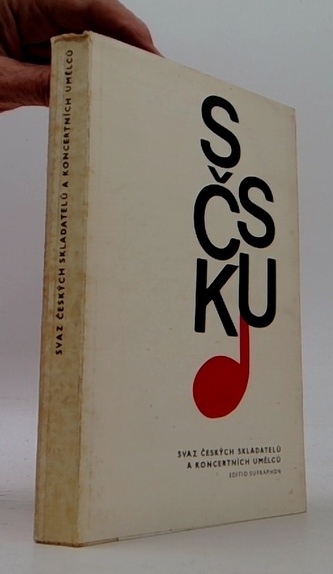 SVAZ ČESKÝCH SKLADATELŮ A KONCERTNÍCH UMĚLCŮ
S
ČS
KU
SVAZ ČESKÝCH SKLADATELŮ
A KONCERTNÍCH UMĚLCŮ
EDITIO SUPRAPHON